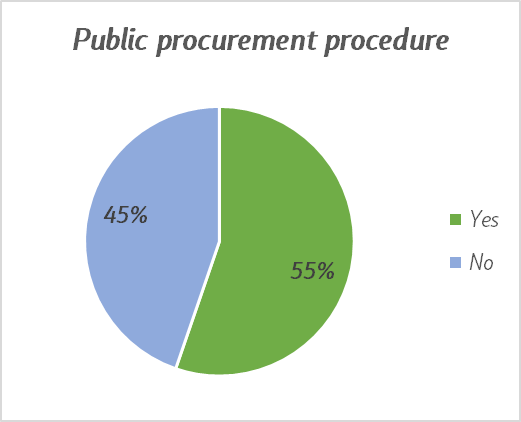 Public procurement procedure
45%
55%
Yes
No